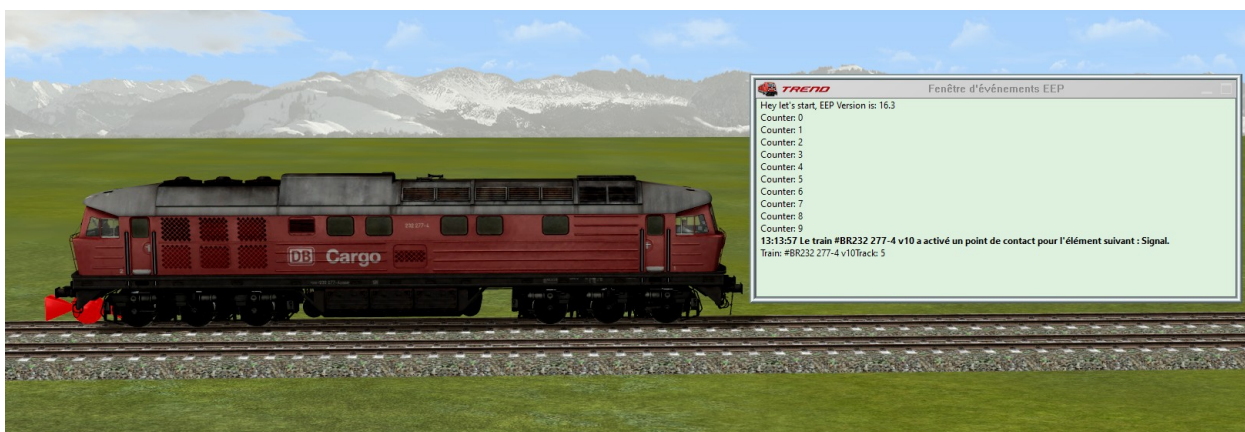 TREND
Fenêtre d'événements EEP
Hey let's start, EEP Version is: 16.3
Counter: 0
Counter: 1
Counter: 2
Counter: 3
Counter: 4
Counter: 5
Counter: 6
Counter: 7
Counter: 8
Counter: 9
13:13:57 Le train #BR232 277-4 v10 a activé un point de contact pour l'élément suivant : Signal.
Train: #BR232 277-4 v10Track: 5
DB Cargo